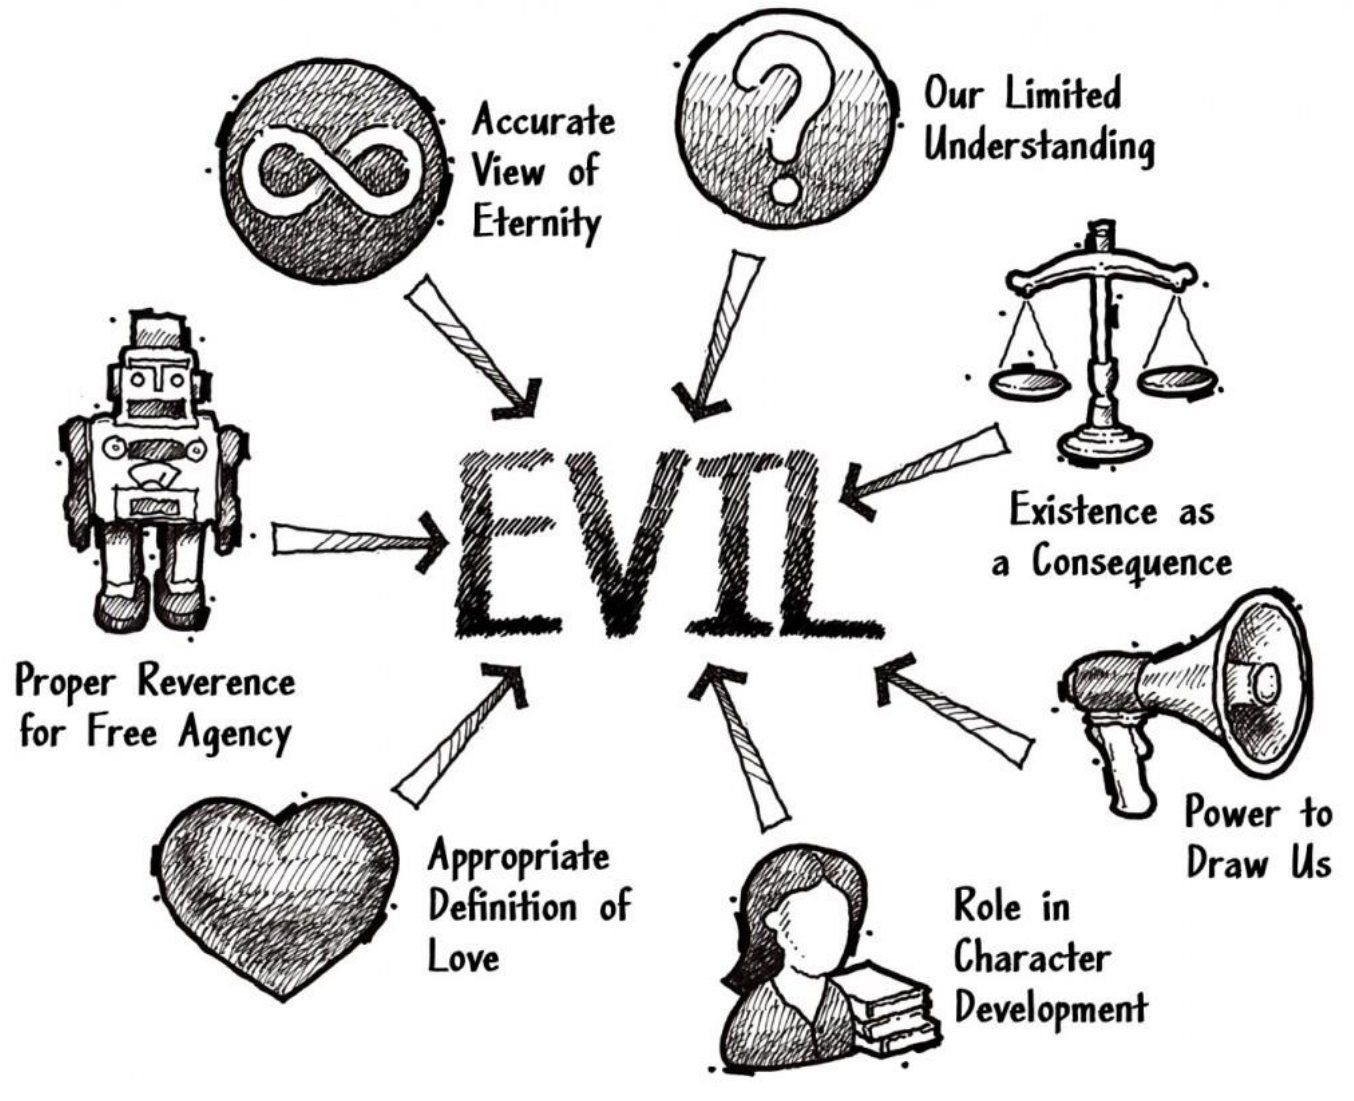 Accurate
View of
Eternity
Our Limited
Understanding
EVIL
Existence as
a Consequence
Proper Reverence
for Free Agency
Power to
Draw Us
Appropriate
Definition of
Love
Role in
Character
Development